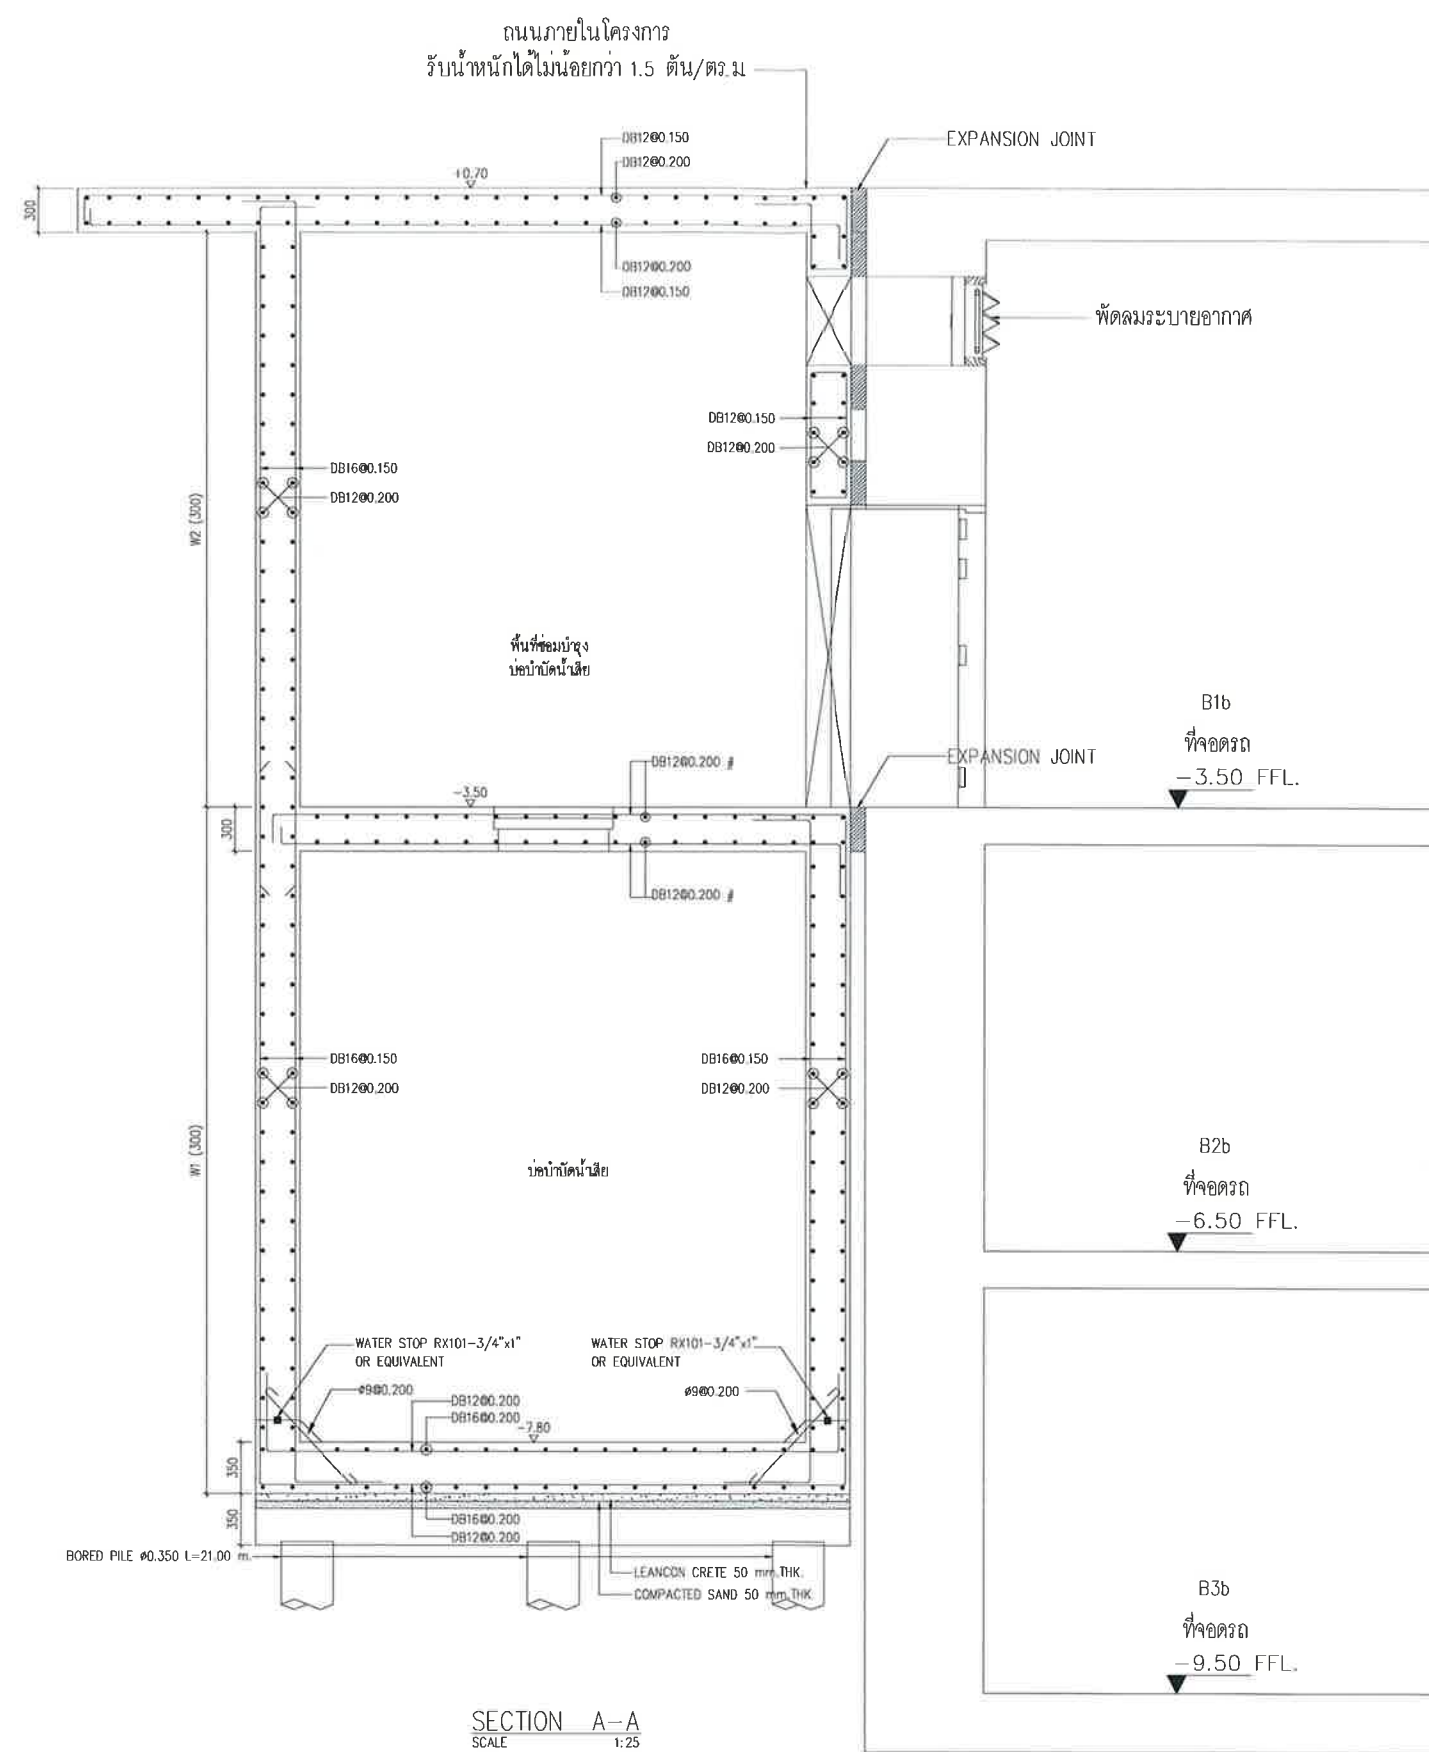 ถนนภายในโครงการ
รับน้ำหนักได้ไม่น้อยกว่า 1.5 ตัน/ตร.ม.
DB12@0.150
EXPANSION JOINT
DB12@0.200
+0.70
300
DB12@0.200
DB12@0.150
พัดลมระบายอากาศ
DB12@0.150
DB12@0.200
DB16@0.150
DB12@0.200
W2 (300)
พื้นที่ซ่อมบำรุง
บ่อบำบัดน้ำเสีย
B1b
ที่จอดรถ
-3.50 FFL.
EXPANSION JOINT
DB12@0.200 #
-3.50
300
DB12@0.200 #
DB16@0.150
DB12@0.200
DB16@0.150
DB12@0.200
W1 (300)
บ่อบำบัดน้ำเสีย
B2b
ที่จอดรถ
-6.50 FFL.
WATER STOP RX101-3/4"x1"
OR EQUIVALENT
WATER STOP RX101-3/4"x1"
OR EQUIVALENT
ø9@0.200
ø9@0.200
DB12@0.200
DB16@0.200
-7.80
350
350
DB16@0.200
DB12@0.200
BORED PILE ø0.350 L=21.00 m.
LEANCON CRETE 50 mm.THK.
COMPACTED SAND 50 mm.THK.
B3b
ที่จอดรถ
-9.50 FFL.
SECTION A-A
SCALE 1:25